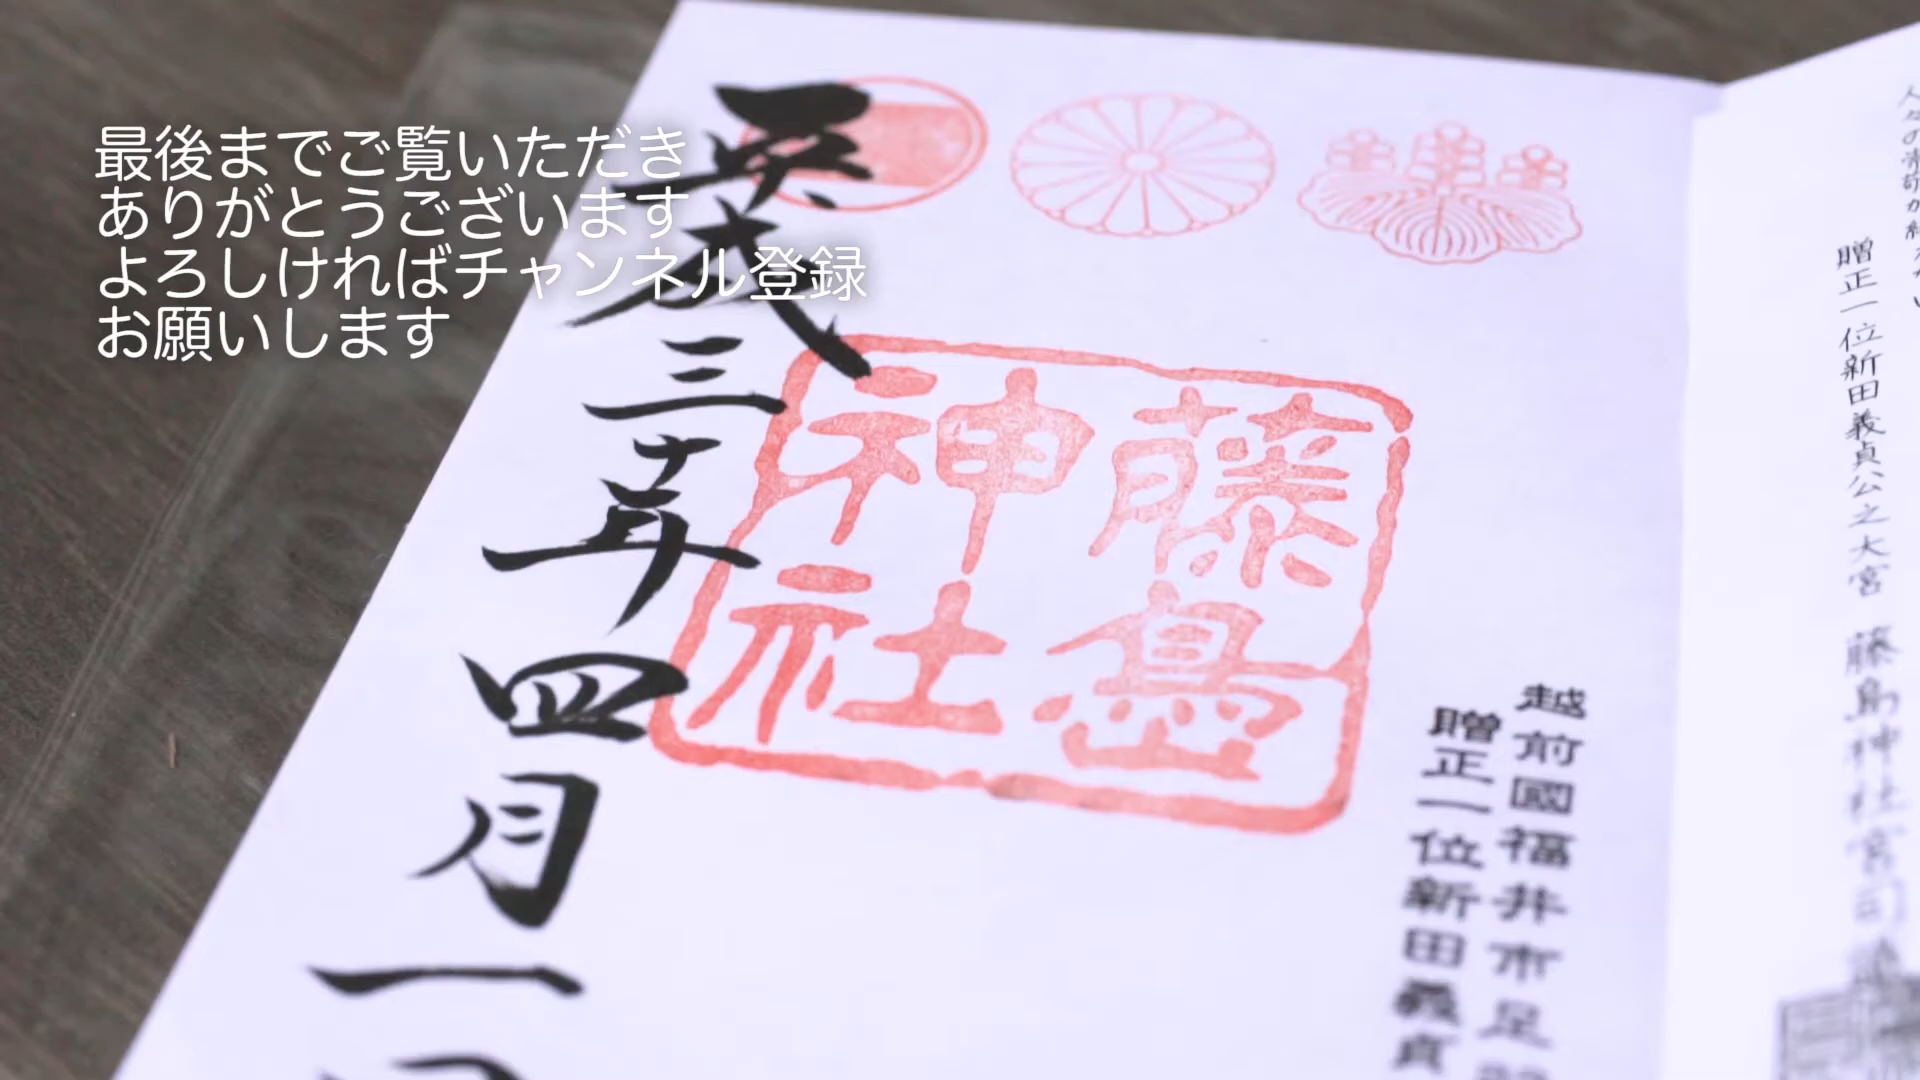 最後までご覧いただき
ありがとうございます
よろしければチャンネル登録
お願いします
贈正一位新田義貞公之大宮 藤島神社宮司
越前國福井市足
贈正一位新田義貞
藤島
神社
平成三十年四月一日